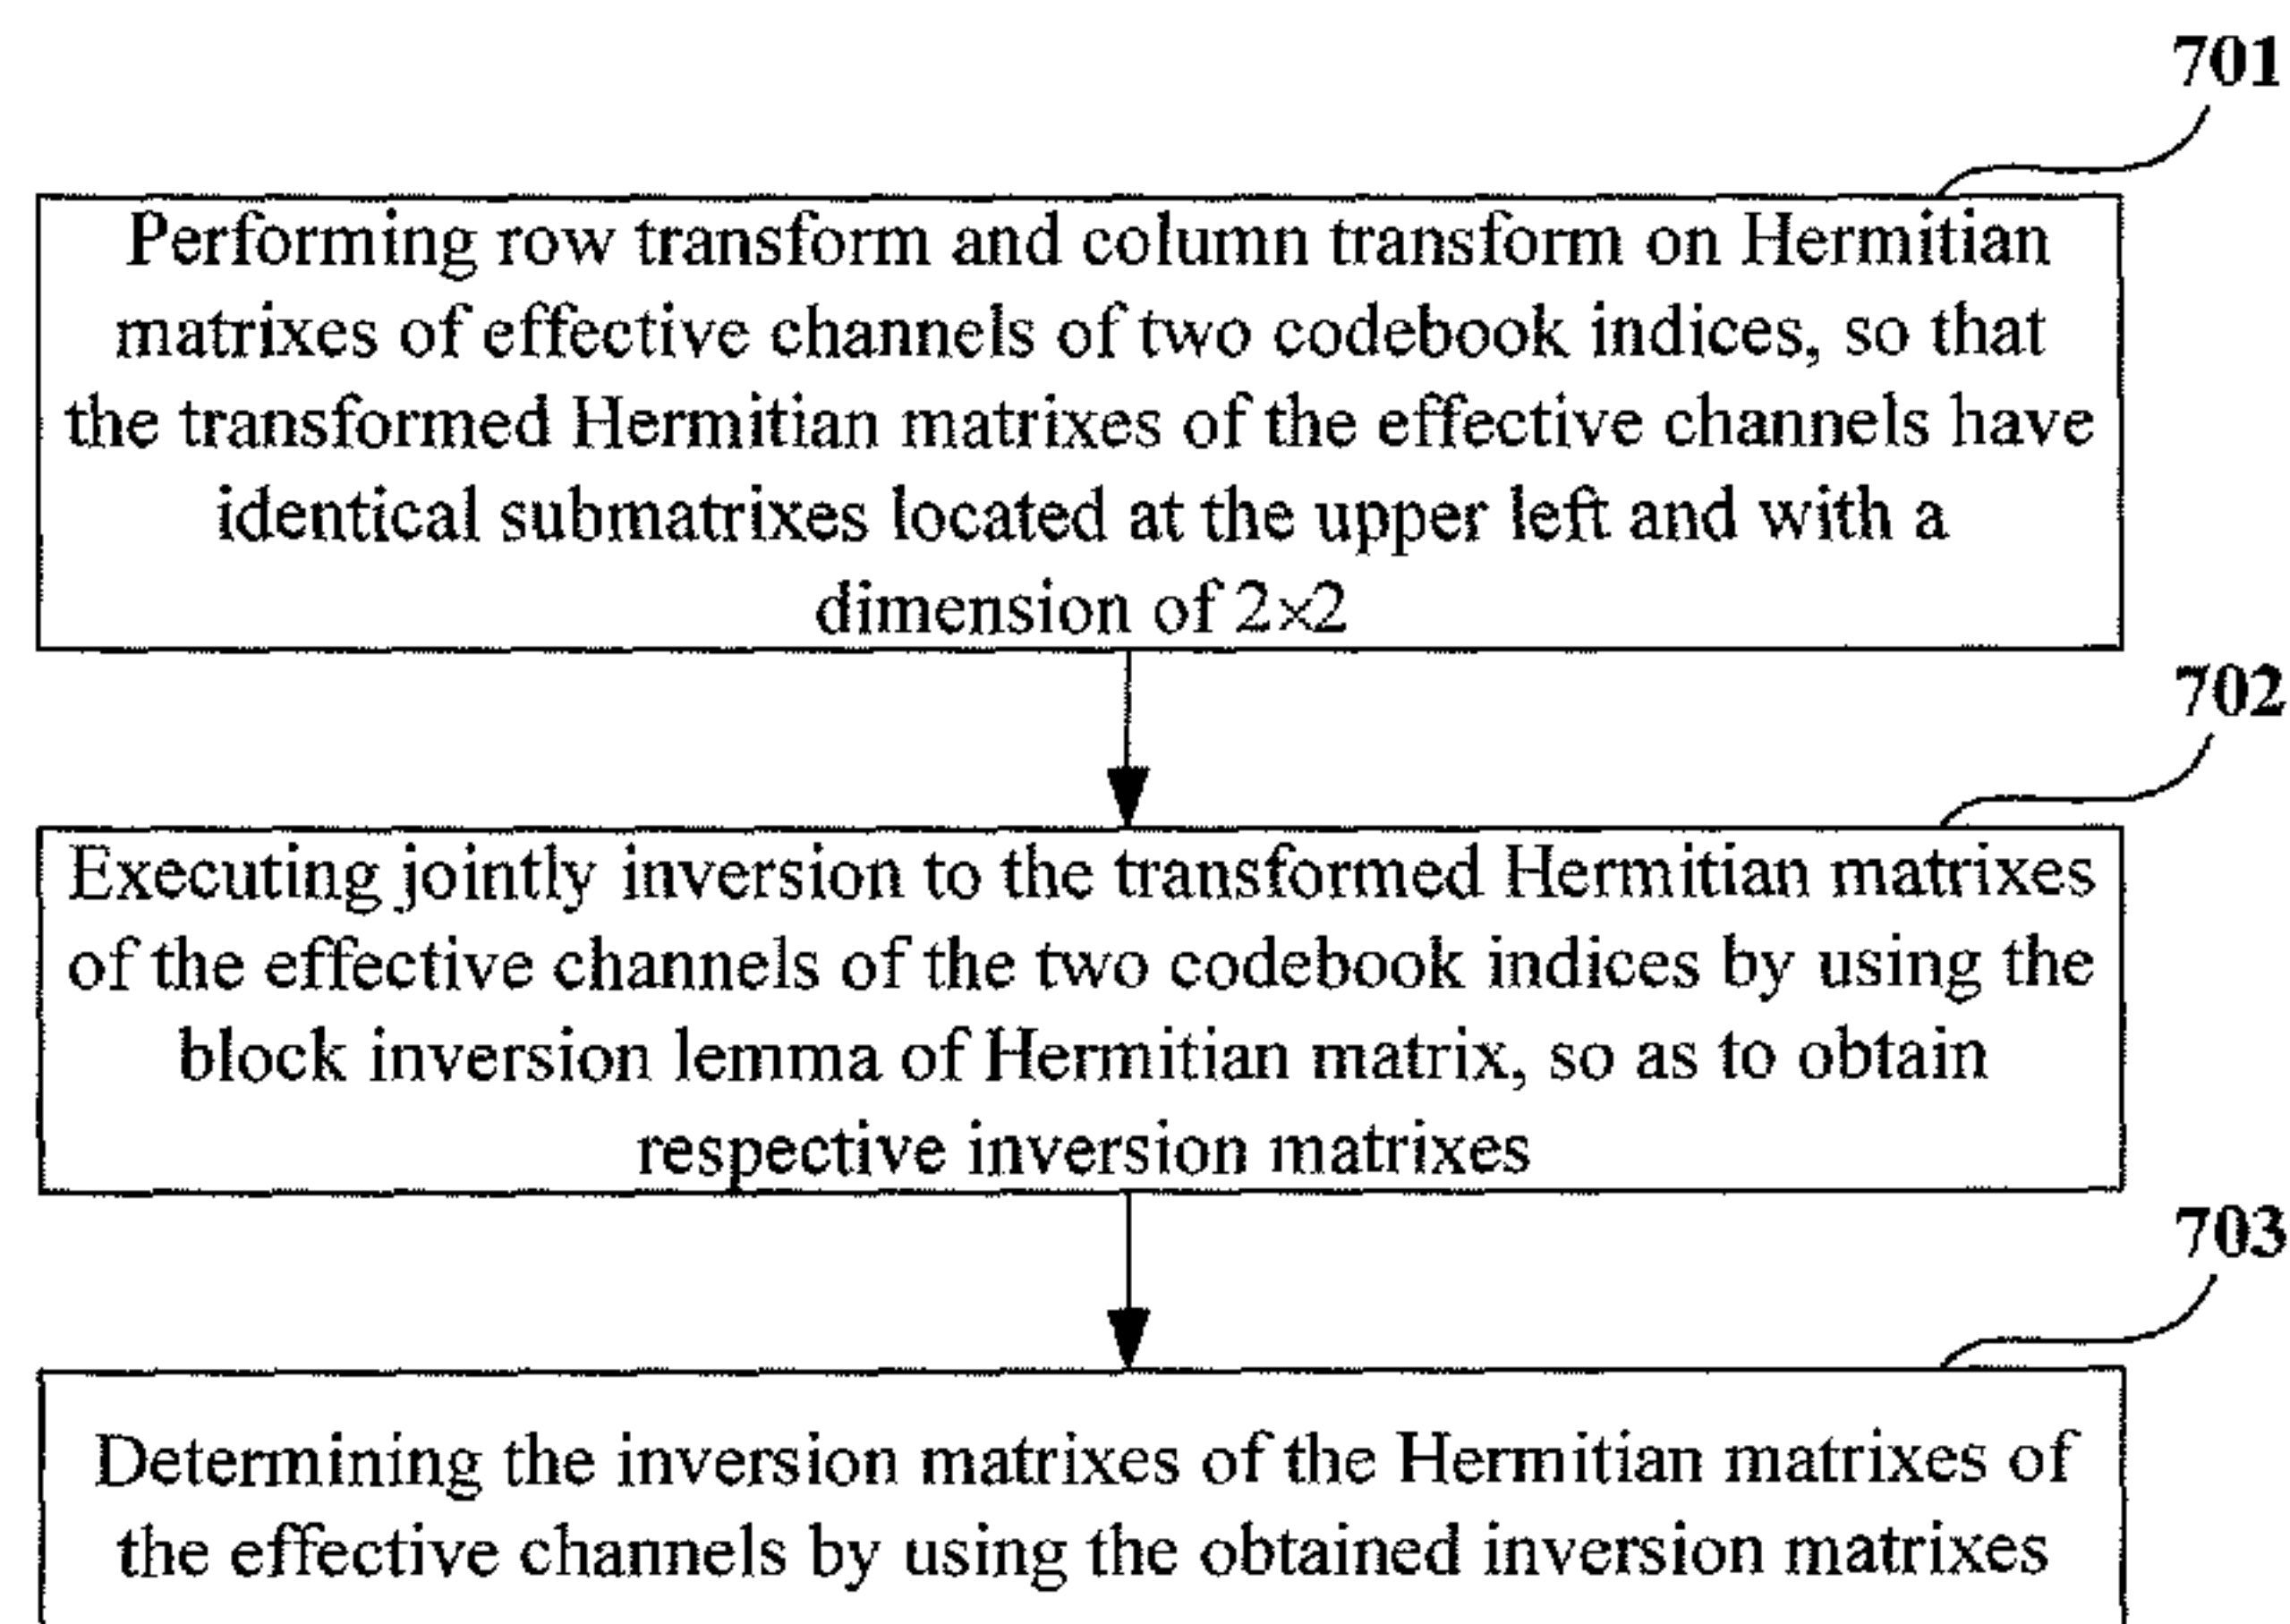 701
Performing row transform and column transform on Hermitian
matrixes of effective channels of two codebook indices, so that
the transformed Hermitian matrixes of the effective channels have
identical submatrixes located at the upper left and with a
dimension of 2×2
702
Executing jointly inversion to the transformed Hermitian matrixes
of the effective channels of the two codebook indices by using the
block inversion lemma of Hermitian matrix, so as to obtain
respective inversion matrixes
703
Determining the inversion matrixes of the Hermitian matrixes of
the effective channels by using the obtained inversion matrixes